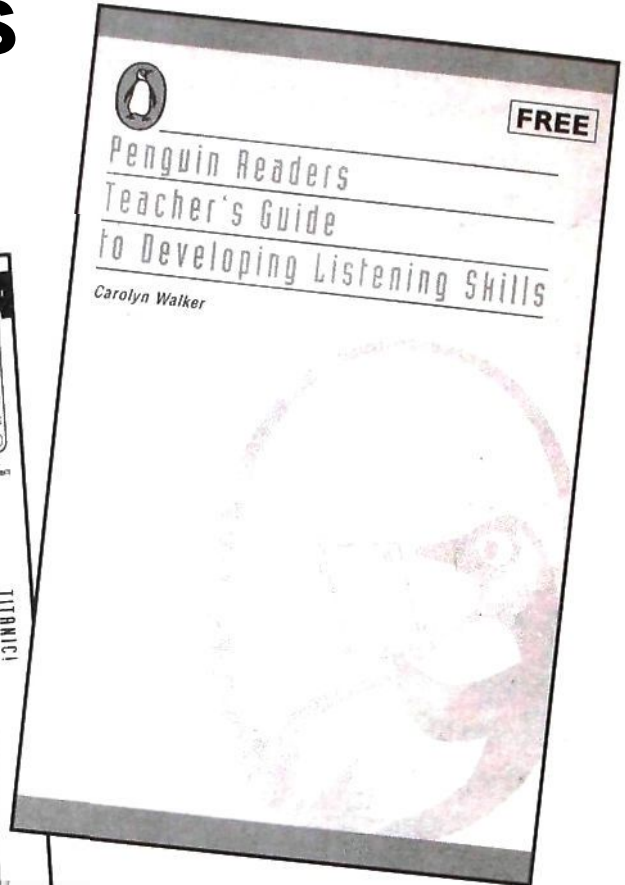 s
FREE
Penguin Readers
Teacher's Guide
to Developing Listening Skills
Carolyn Walker
TITANIC!